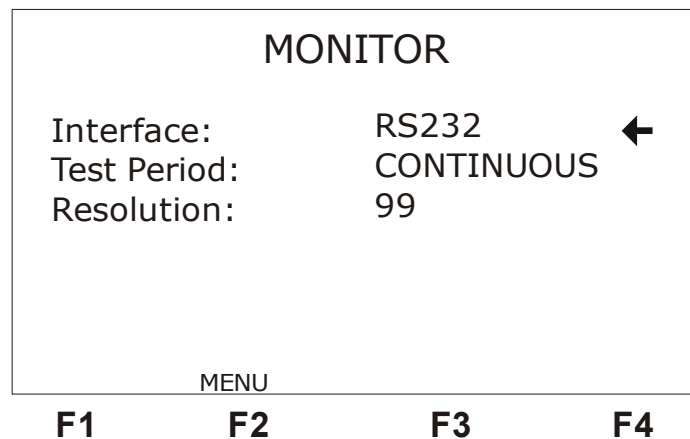 MONITOR
Interface: RS232
Test Period: CONTINUOUS
Resolution: 99
MENU
F1 F2 F3 F4